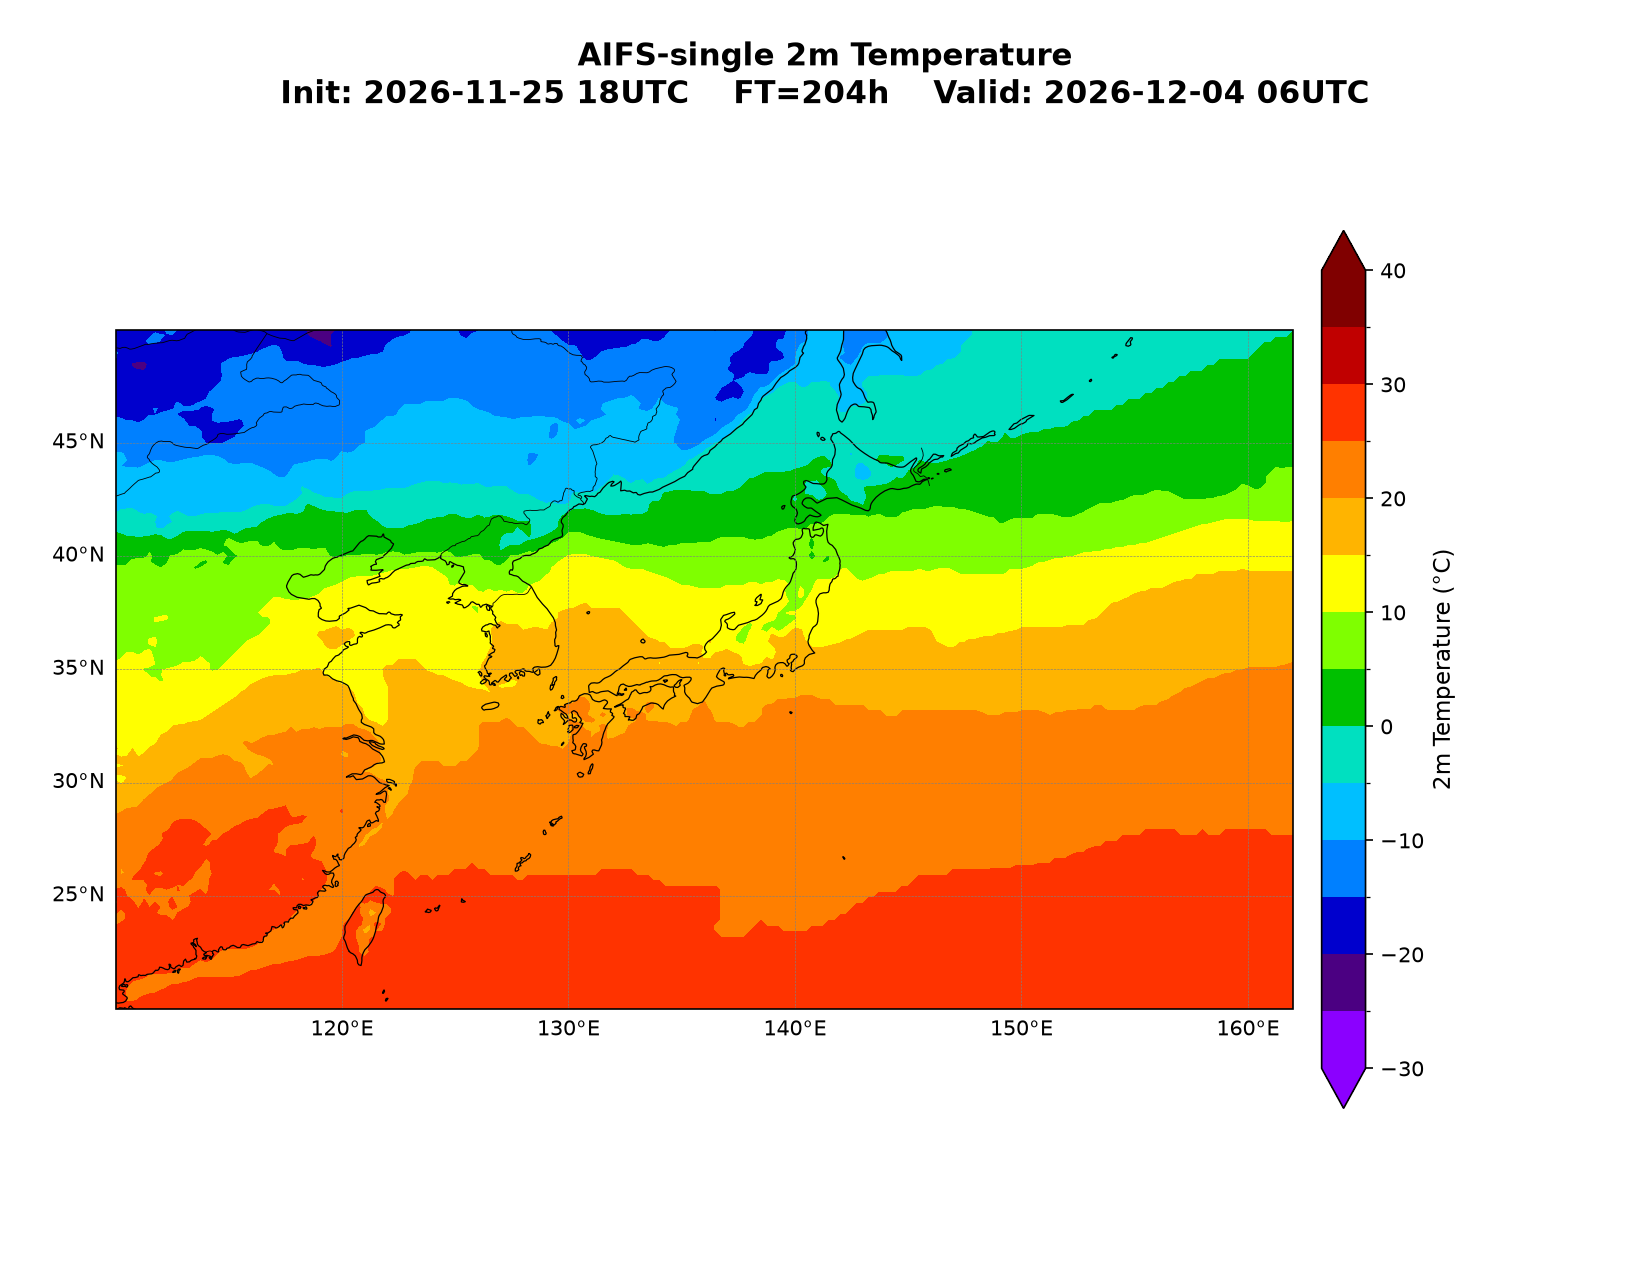 AIFS-single 2m Temperature
Init: 2026-11-25 18UTC    FT=204h    Valid: 2026-12-04 06UTC
45°N
40°N
35°N
30°N
25°N
120°E
130°E
140°E
150°E
160°E
40
30
20
10
0
−10
−20
−30
2m Temperature (°C)